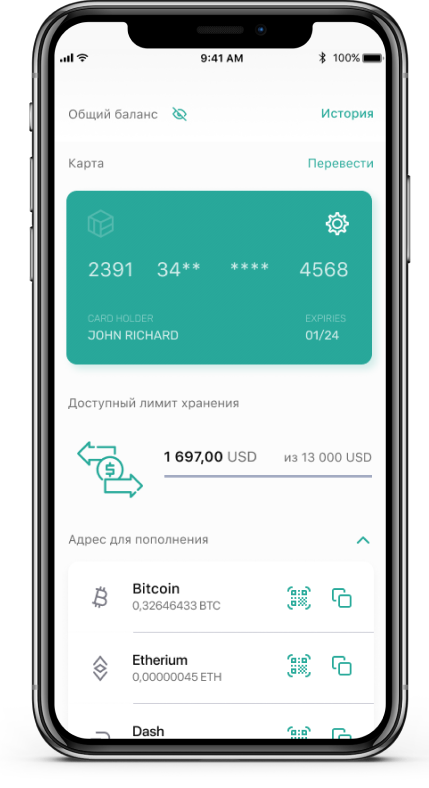 9:41 AM 100%
Общий баланс История
Карта Перевести
2391 34** **** 4568
CARD HOLDER EXPIRIES
JOHN RICHARD 01/24
Доступный лимит хранения
1 697,00 USD из 13 000 USD
Адрес для пополнения
Bitcoin
0,32646433 BTC
Etherium
0,00000045 ETH
Dash